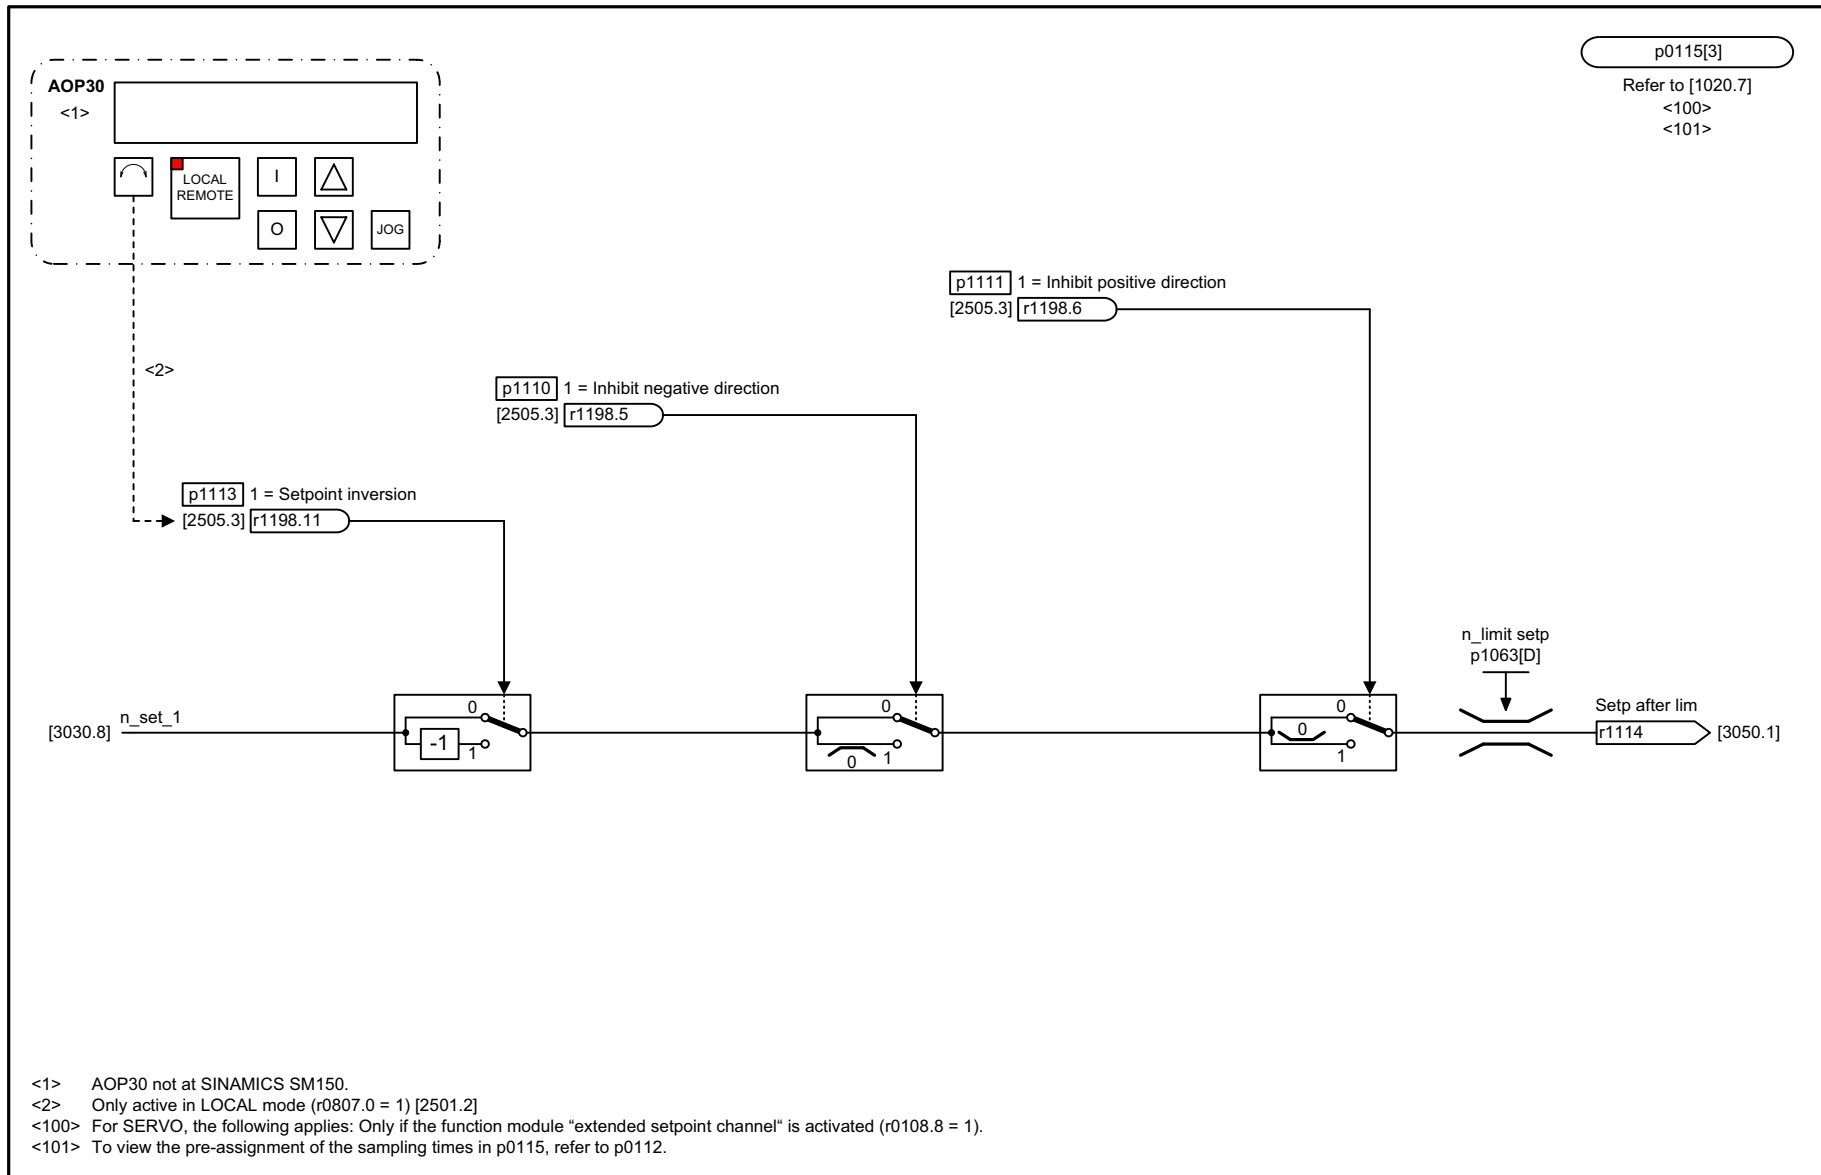 p0115[3]
AOP30
Refer to [1020.7]
<1>
<100>
<101>
LOCAL
REMOTE
I
O
JOG
p1111 1 = Inhibit positive direction
[2505.3] r1198.6
<2>
p1110 1 = Inhibit negative direction
[2505.3] r1198.5
p1113 1 = Setpoint inversion
[2505.3] r1198.11
n_limit setp
p1063[D]
Setp after lim
[3030.8] n_set_1
0
-1
1
0
0
1
0
0
1
r1114
[3050.1]
<1> AOP30 not at SINAMICS SM150.
<2> Only active in LOCAL mode (r0807.0 = 1) [2501.2]
<100> For SERVO, the following applies: Only if the function module “extended setpoint channel“ is activated (r0108.8 = 1).
<101> To view the pre-assignment of the sampling times in p0115, refer to p0112.